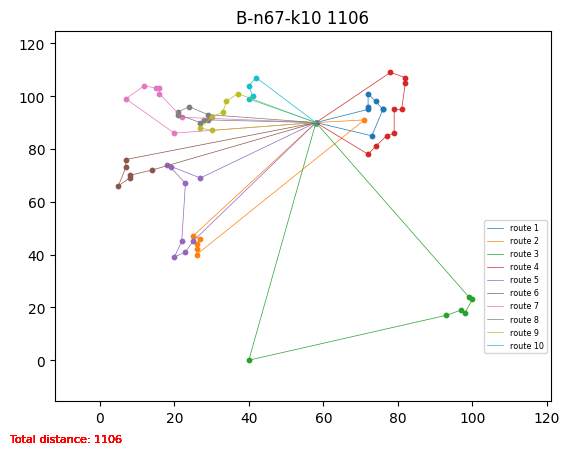 B-n67-k10 1106
120
100
80
60
40
20
0
0 20 40 60 80 100 120
route 1
route 2
route 3
route 4
route 5
route 6
route 7
route 8
route 9
route 10
Total distance: 1106